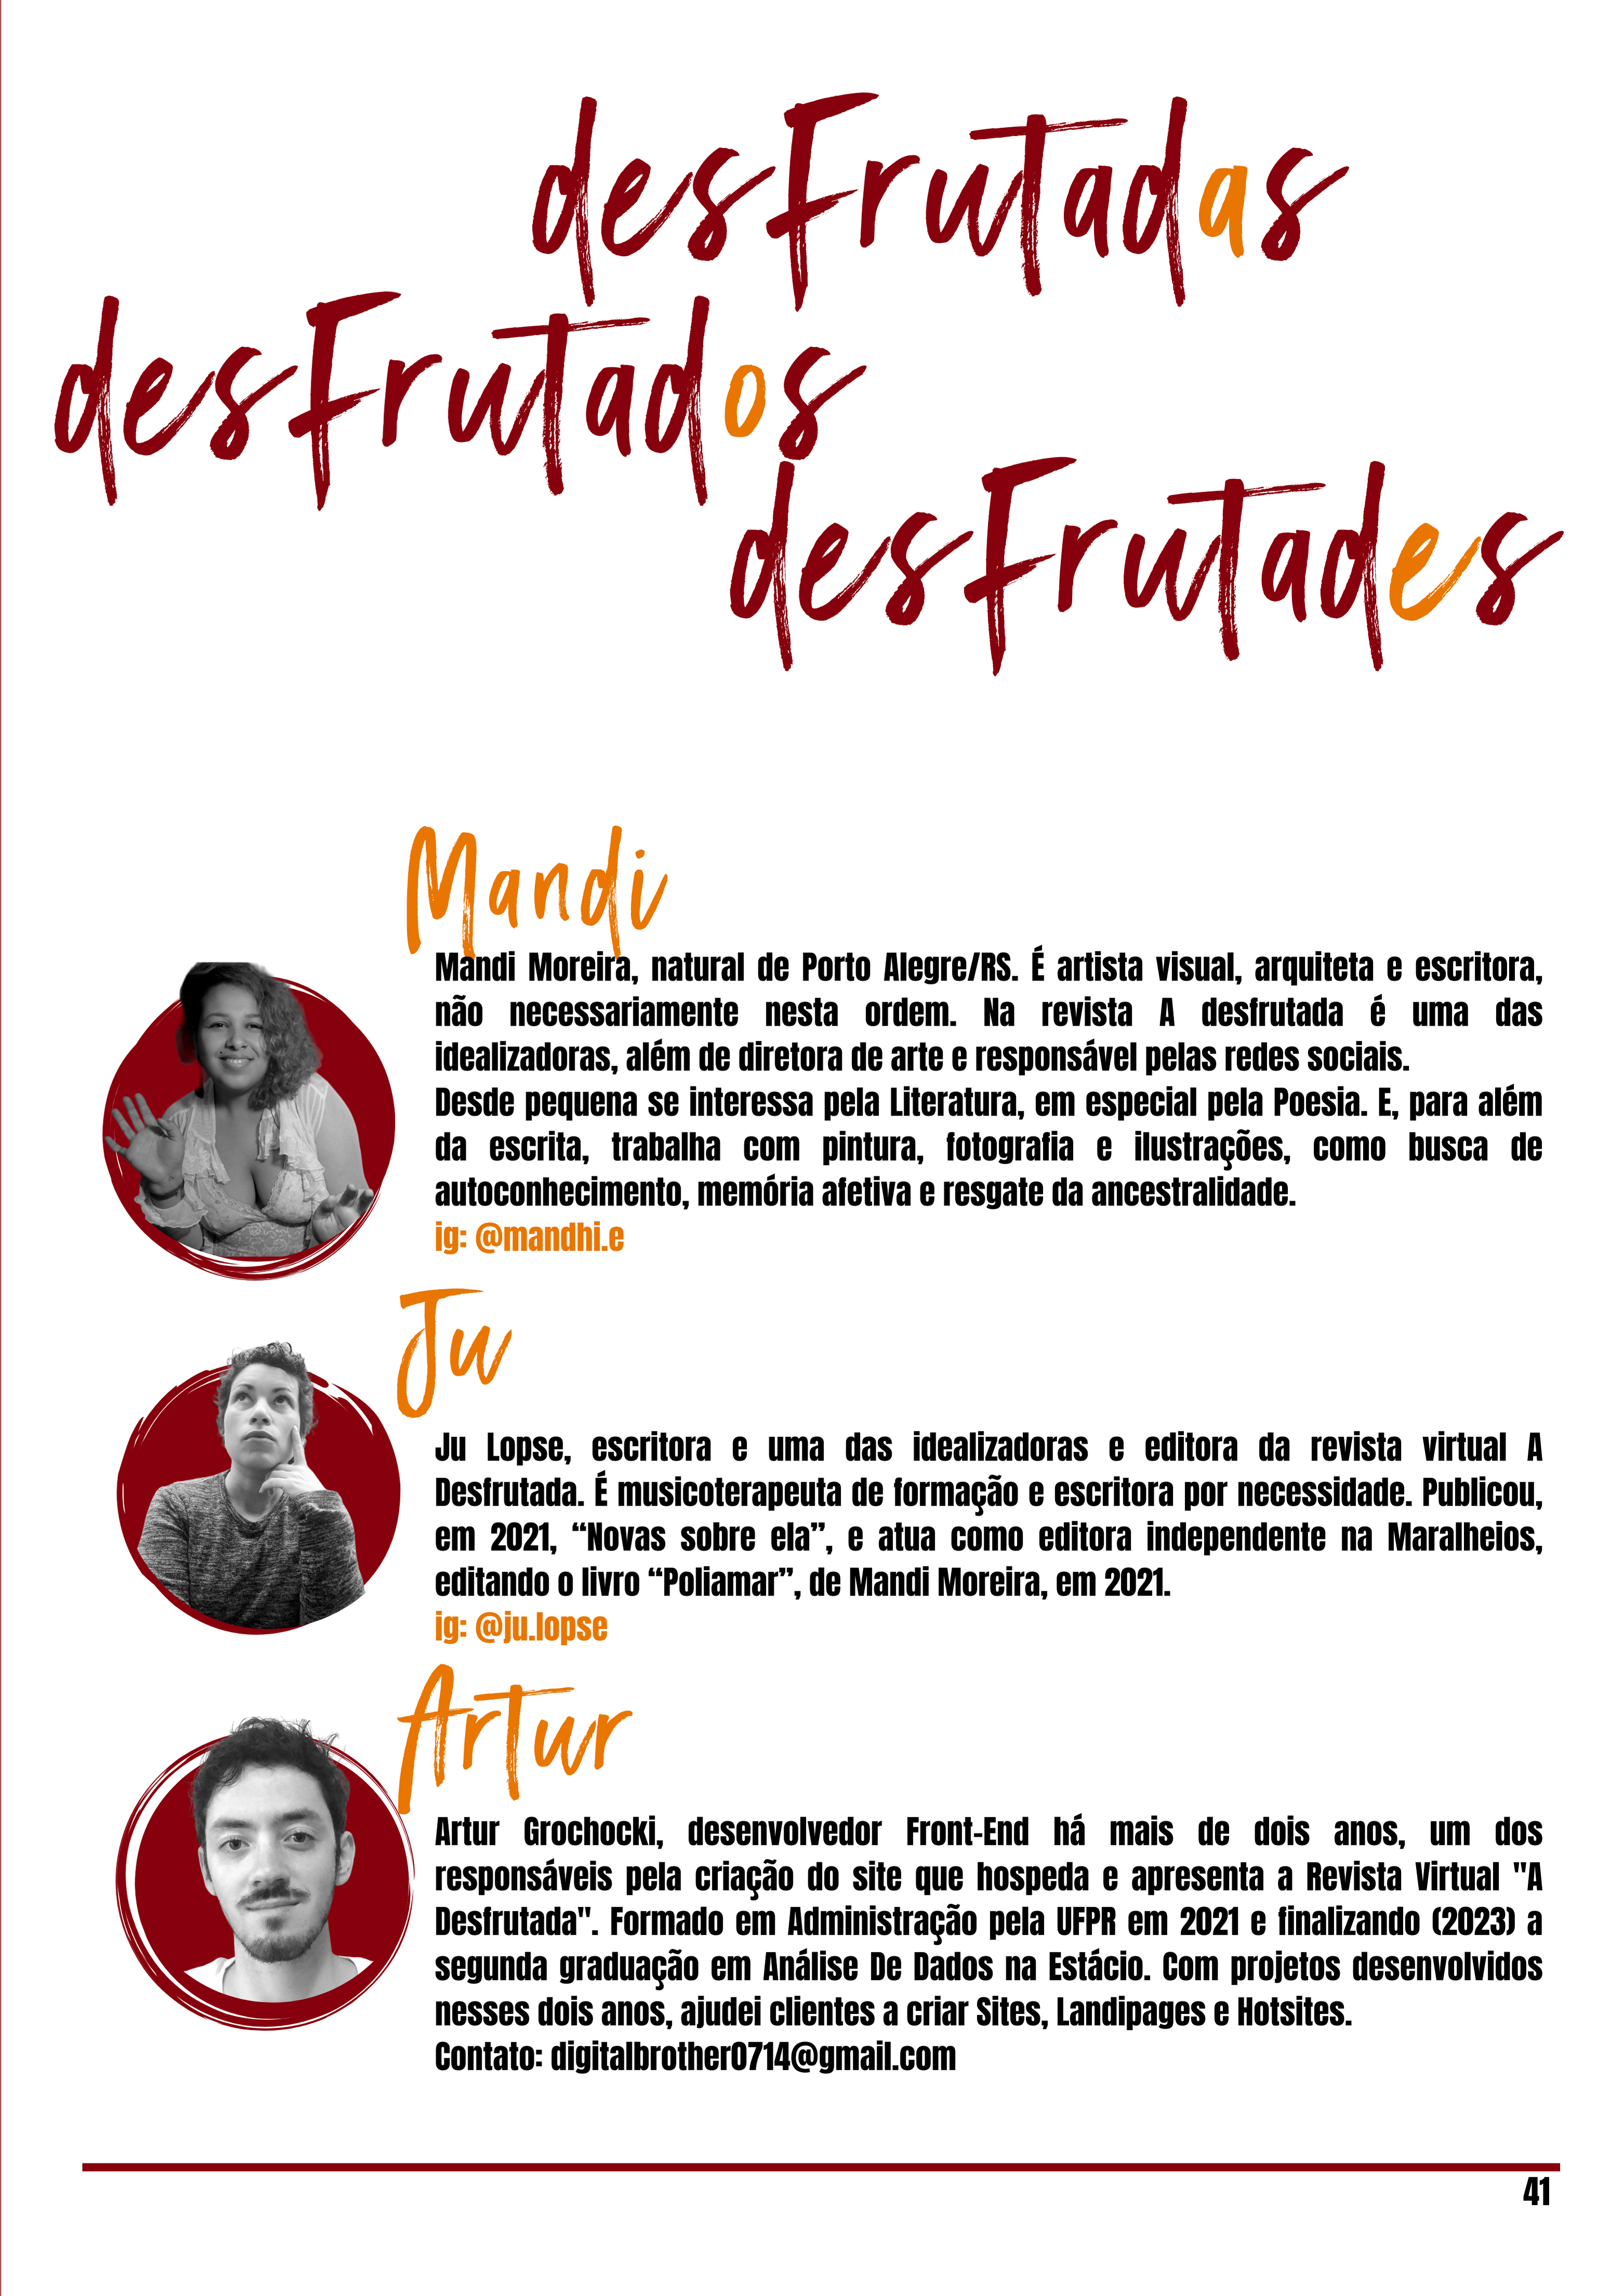 desFrutadas
desFrutados
desFrutades
Mandi
Mandi Moreira, natural de Porto Alegre/RS. É artista visual, arquiteta e escritora,
não necessariamente nesta ordem. Na revista A desfrutada é uma das
idealizadoras, além de diretora de arte e responsável pelas redes sociais.
Desde pequena se interessa pela Literatura, em especial pela Poesia. E, para além
da escrita, trabalha com pintura, fotografia e ilustrações, como busca de
autoconhecimento, memória afetiva e resgate da ancestralidade.
ig: @mandhi.e
Ju
Ju Lopse, escritora e uma das idealizadoras e editora da revista virtual A
Desfrutada. É musicoterapeuta de formação e escritora por necessidade. Publicou,
em 2021, “Novas sobre ela”, e atua como editora independente na Maralheios,
editando o livro “Poliamar”, de Mandi Moreira, em 2021.
ig: @ju.lopse
Artur
Artur Grochocki, desenvolvedor Front-End há mais de dois anos, um dos
responsáveis pela criação do site que hospeda e apresenta a Revista Virtual "A
Desfrutada". Formado em Administração pela UFPR em 2021 e finalizando (2023) a
segunda graduação em Análise De Dados na Estácio. Com projetos desenvolvidos
nesses dois anos, ajudei clientes a criar Sites, Landipages e Hotsites.
Contato: digitalbrother0714@gmail.com
41